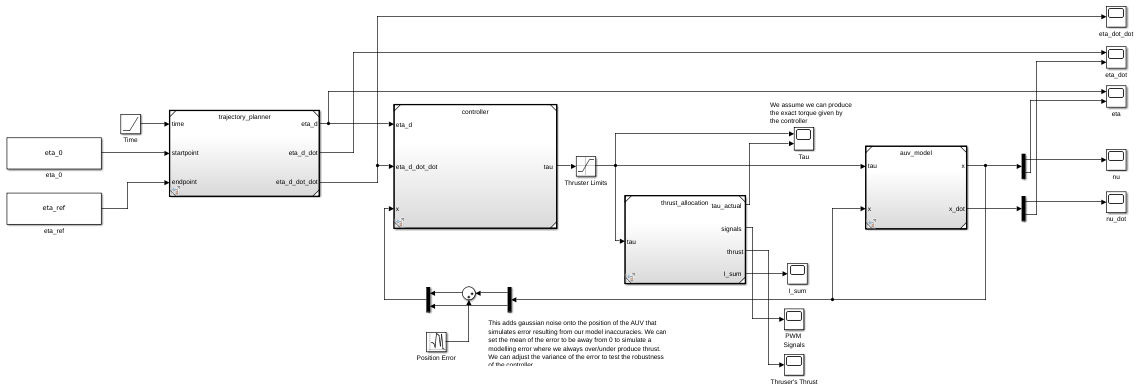 eta_dot_dot
eta_dot
eta
We assume we can produce
the exact torque given by
the controller
Tau
trajectory_planner
time
startpoint
endpoint
eta_d
eta_d_dot
eta_d_dot_dot
Time
eta_0
eta_0
eta_ref
eta_ref
controller
eta_d
eta_d_dot_dot
x
tau
Thruster Limits
thrust_allocation
tau
tau_actual
signals
thrust
I_sum
auv_model
tau
x
x
x_dot
nu
nu_dot
I_sum
PWM
Signals
Thruser's Thrust
Position Error
This adds gaussian noise onto the position of the AUV that
simulates error resulting from our model inaccuracies. We can
set the mean of the error to be away from 0 to simulate a
modelling error where we always over/under produce thrust.
We can adjust the variance of the error to test the robustness
of the controller.